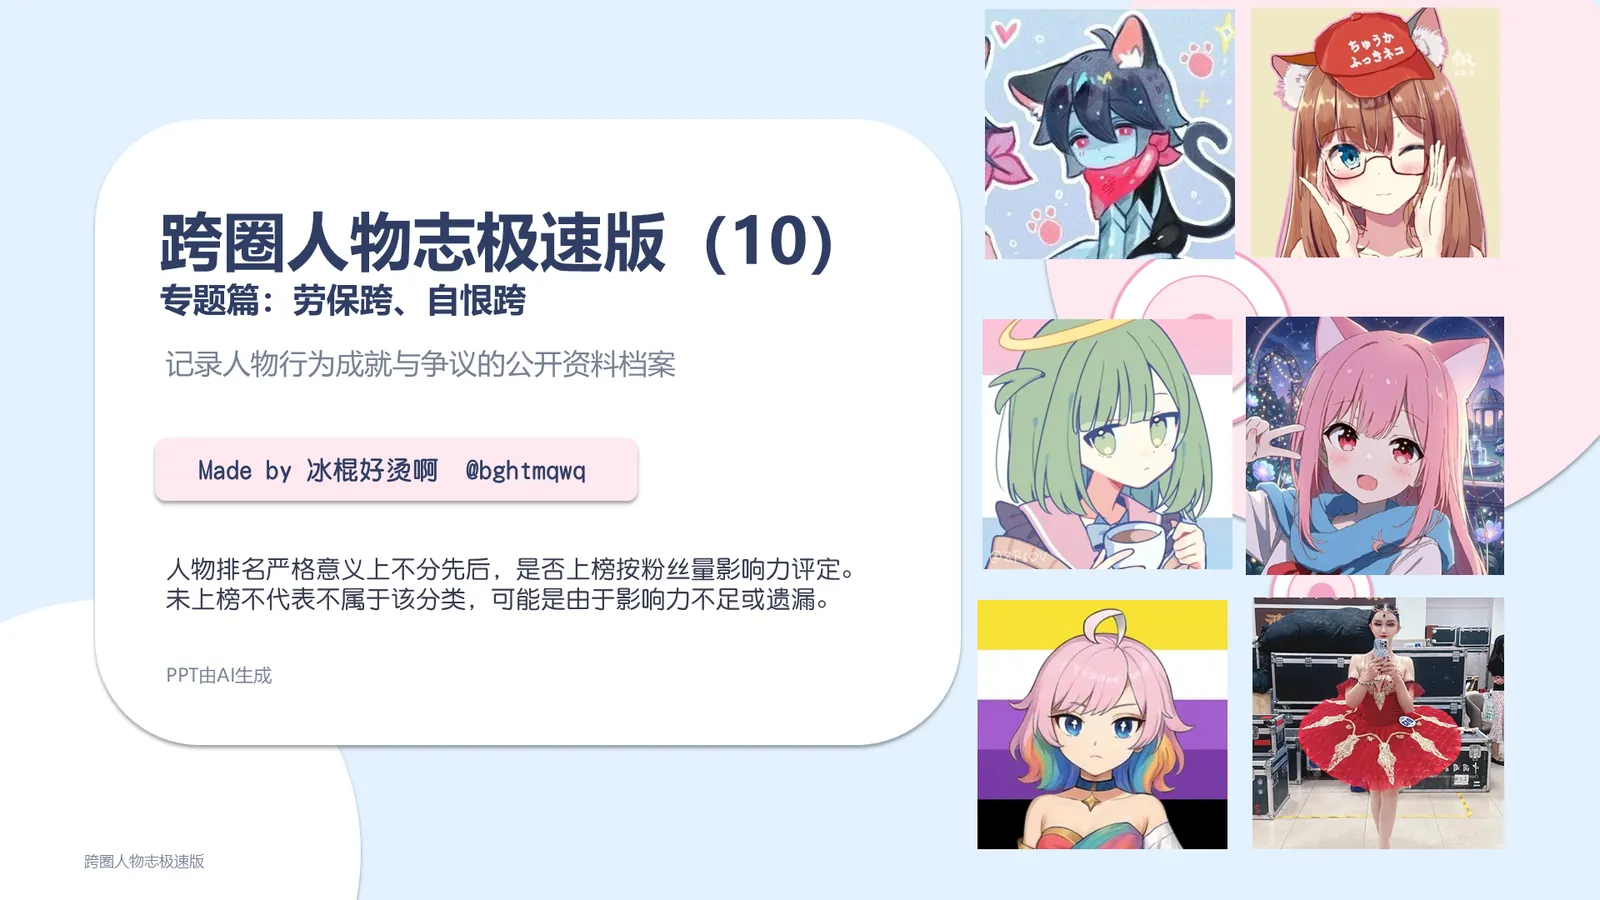 跨圈人物志极速版（10）
专题篇：劳保跨、自恨跨
记录人物行为成就与争议的公开资料档案
Made by 冰棍好烫啊 @bghtmqwq
人物排名严格意义上不分先后，是否上榜按粉丝量影响力评定。
未上榜不代表不属于该分类，可能是由于影响力不足或遗漏。
PPT由AI生成
跨圈人物志极速版
ちゅうか
ふっきネコ